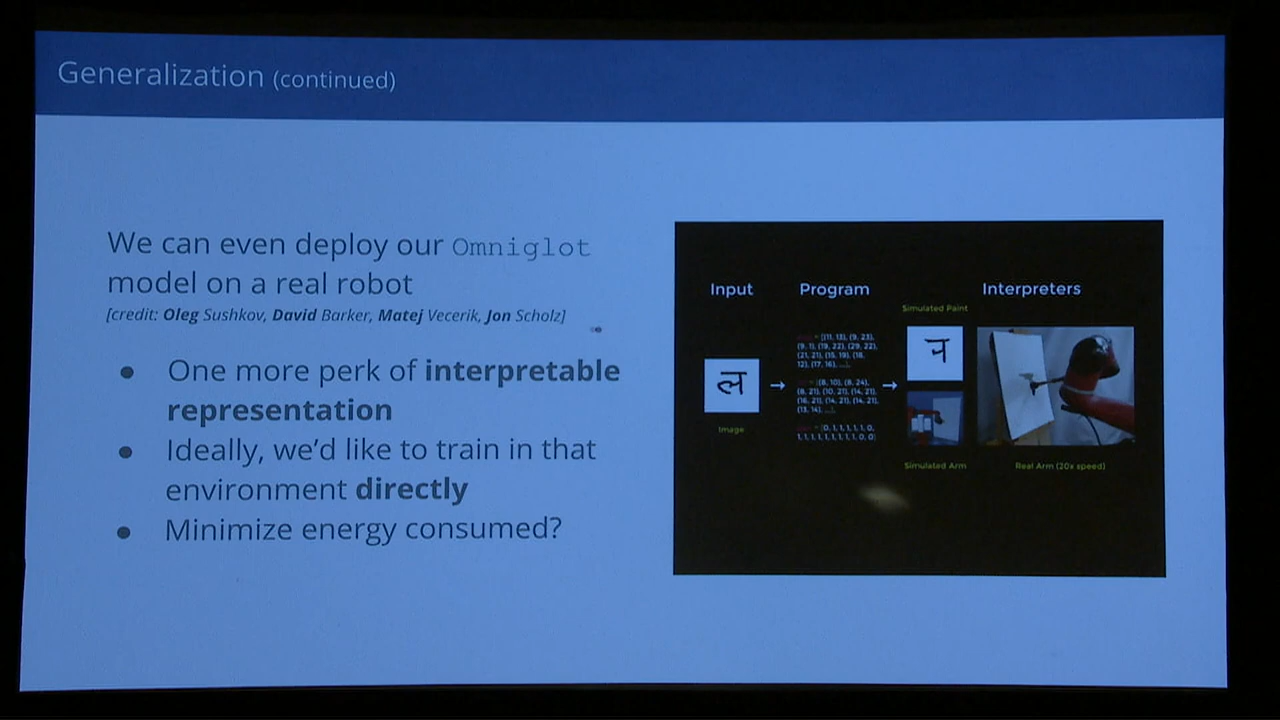 Generalization (continued)
We can even deploy our Omniglot
model on a real robot
[credit: Oleg Sushkov, David Barker, Matej Vecerik, Jon Scholz]
● One more perk of interpretable
representation
● Ideally, we'd like to train in that
environment directly
● Minimize energy consumed?
Input
Program
Interpreters
Simulated Paint
ल
Image
→
→
Simulated Arm
Real Arm (20x speed)